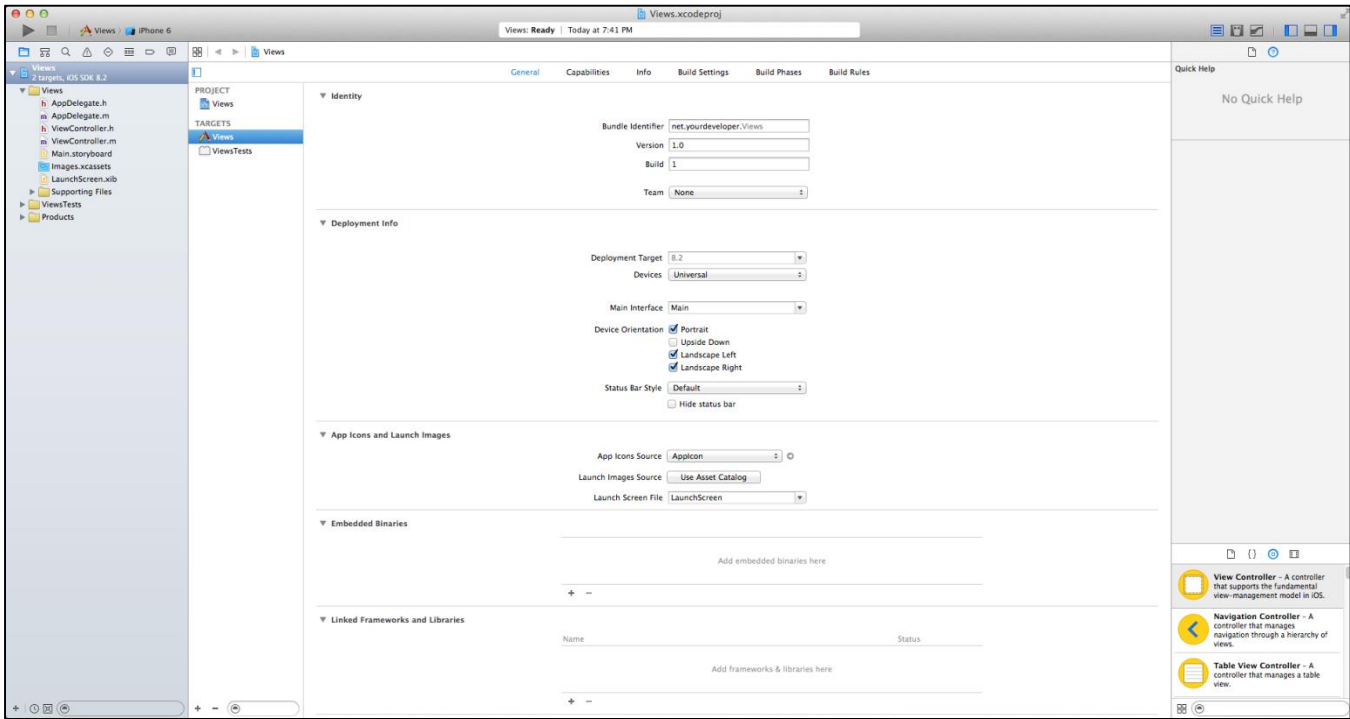 Views.xcodeproj
Views iPhone 6
Views: Ready | Today at 7:41 PM
Views
Views
2 targets, iOS SDK 8.2
Views
AppDelegate.h
AppDelegate.m
ViewController.h
ViewController.m
Main.storyboard
Images.xcassets
LaunchScreen.xib
Supporting Files
ViewsTests
Products
PROJECT
Views
TARGETS
Views
ViewsTests
General Capabilities Info Build Settings Build Phases Build Rules
Identity
Bundle Identifier net.yourdeveloper.Views
Version 1.0
Build 1
Team None
Deployment Info
Deployment Target 8.2
Devices Universal
Main Interface Main
Device Orientation Portrait
Upside Down
Landscape Left
Landscape Right
Status Bar Style Default
Hide status bar
App Icons and Launch Images
App Icons Source AppIcon
Launch Images Source Use Asset Catalog
Launch Screen File LaunchScreen
Embedded Binaries
Add embedded binaries here
Linked Frameworks and Libraries
Name Status
Add frameworks & libraries here
Quick Help
No Quick Help
View Controller - A controller
that supports the fundamental
view-management model in iOS.
Navigation Controller - A
controller that manages
navigation through a hierarchy of
views.
Table View Controller - A
controller that manages a table
view.